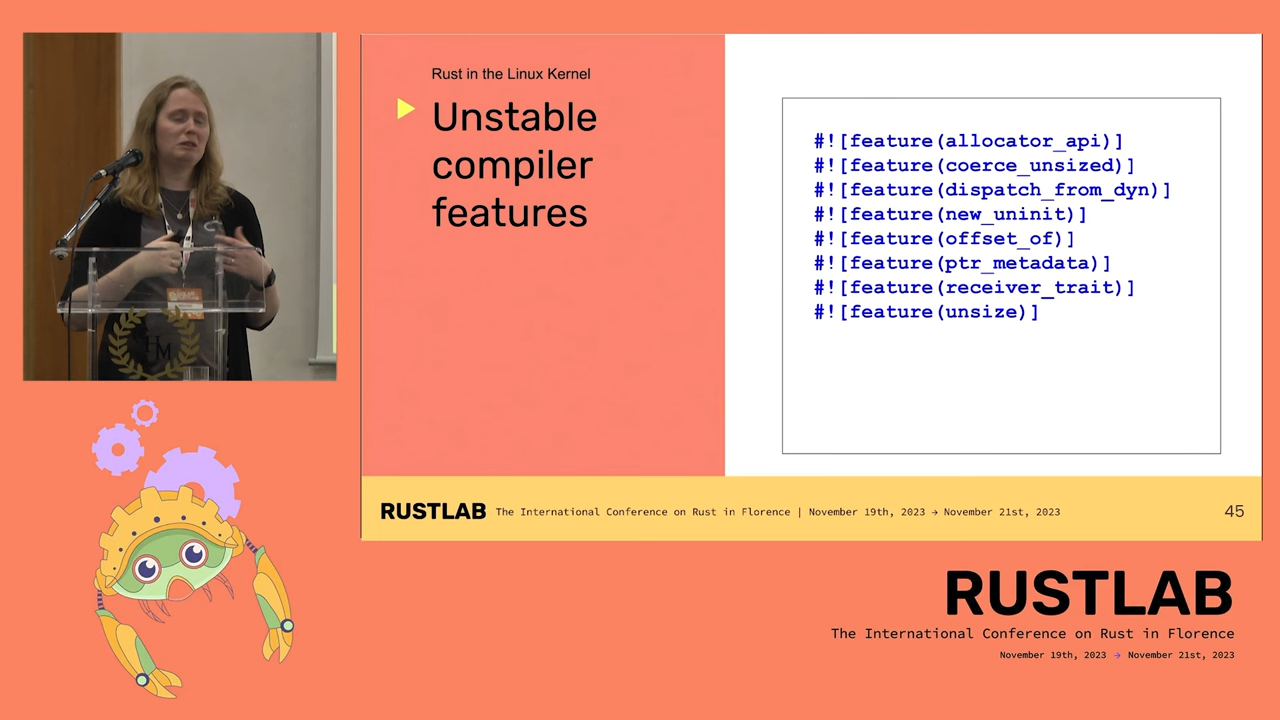 Rust in the Linux Kernel
Unstable
compiler
features
#![feature(allocator_api)]
#![feature(coerce_unsized)]
#![feature(dispatch_from_dyn)]
#![feature(new_uninit)]
#![feature(offset_of)]
#![feature(ptr_metadata)]
#![feature(receiver_trait)]
#![feature(unsize)]
RUSTLAB The International Conference on Rust in Florence | November 19th, 2023 → November 21st, 2023 45
HM
RUSTLAB
The International Conference on Rust in Florence
November 19th, 2023 → November 21st, 2023